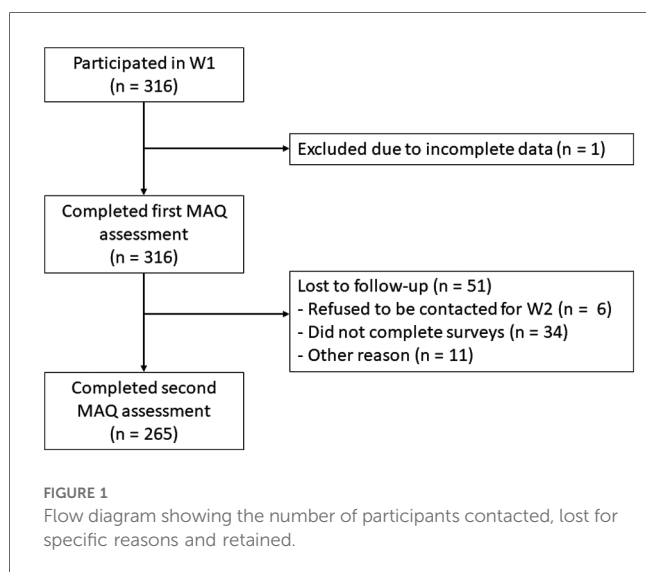 Participated in W1
(n = 316)
Excluded due to incomplete data (n = 1)
Completed first MAQ
assessment
(n = 316)
Lost to follow-up (n = 51)
- Refused to be contacted for W2 (n =  6)
- Did not complete surveys (n = 34)
- Other reason (n = 11)
Completed second
MAQ assessment
(n = 265)
FIGURE 1
Flow diagram showing the number of participants contacted, lost for
specific reasons and retained.